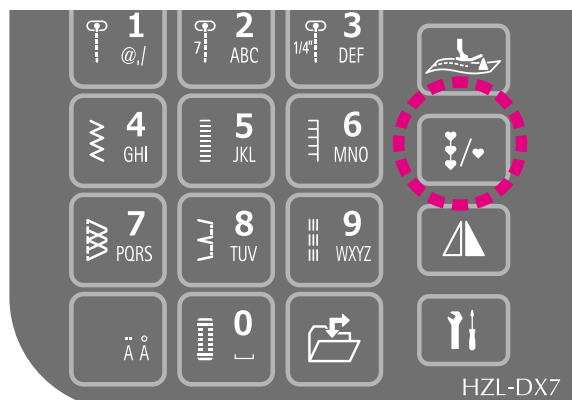 1 2 3
@./ 7 ABC 1/4" DEF
4 5 6
GHI JKL MNO
7 8 9
PQRS TUV WXYZ
Ä Å 0
HZL-DX7